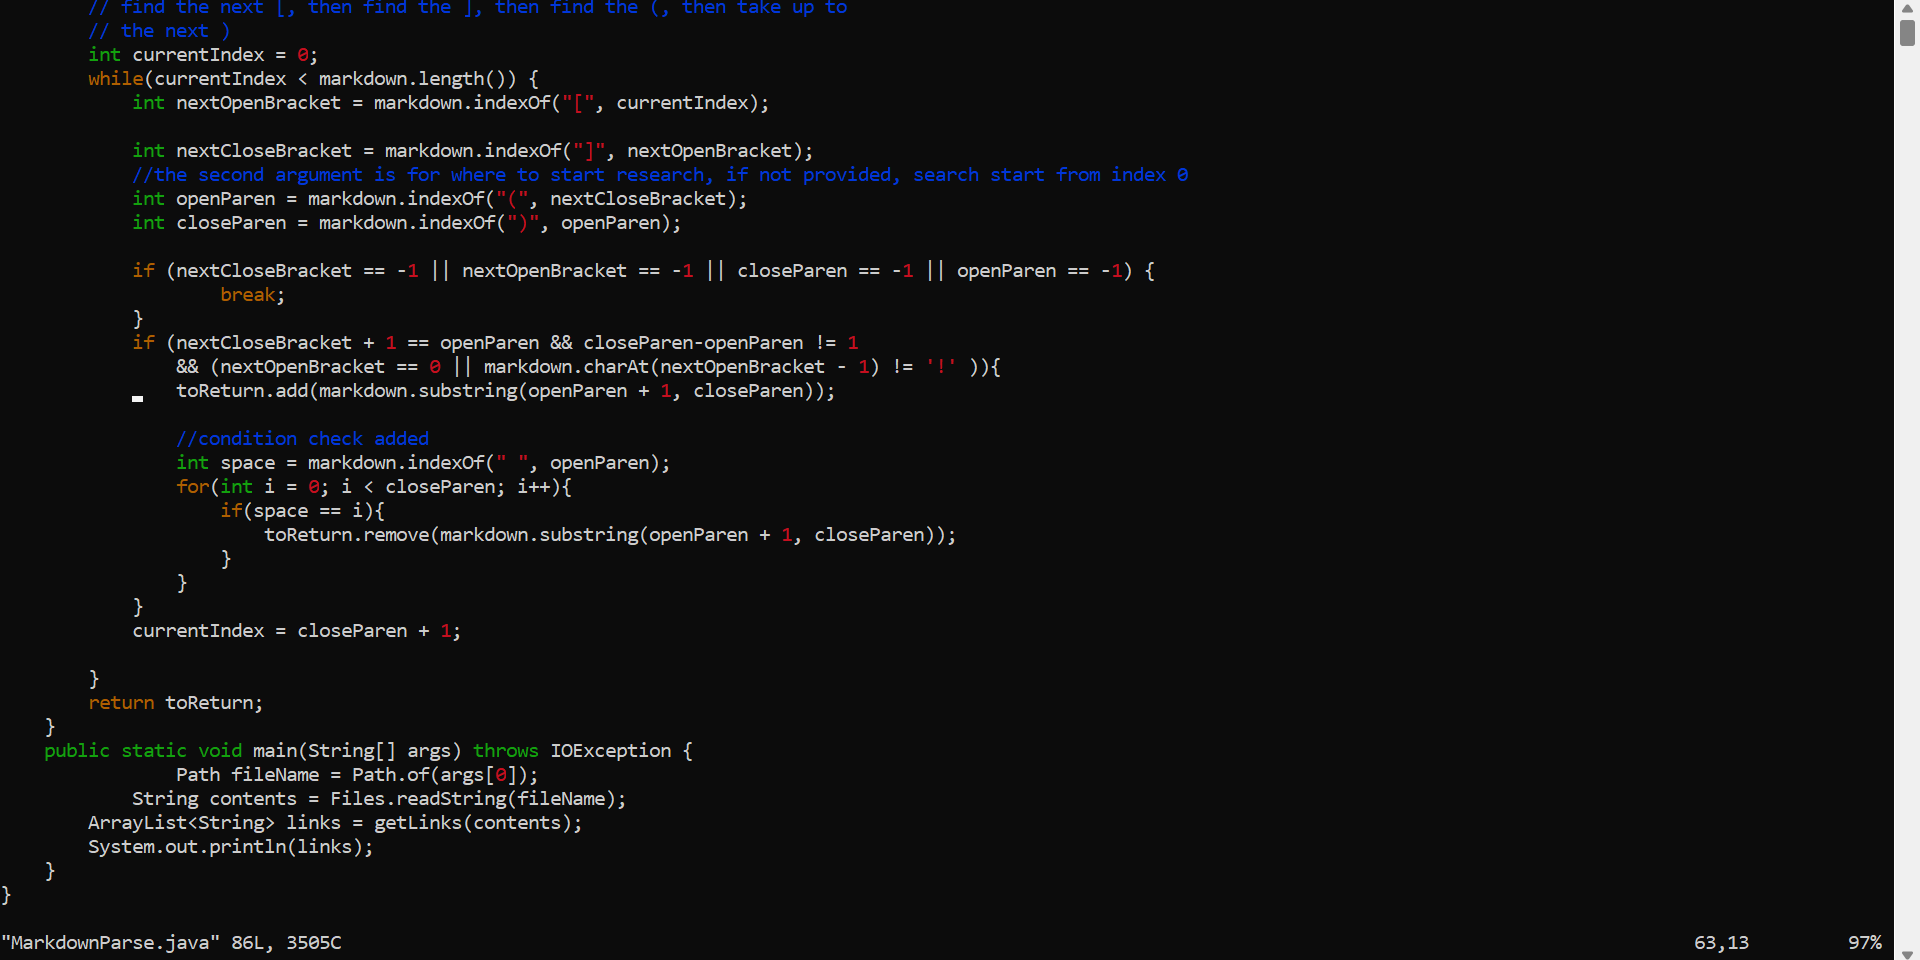 // find the next [, then find the ], then find the (, then take up to
        // the next )
        int currentIndex = 0;
        while(currentIndex < markdown.length()) {
            int nextOpenBracket = markdown.indexOf("[", currentIndex);

            int nextCloseBracket = markdown.indexOf("]", nextOpenBracket);
            //the second argument is for where to start research, if not provided, search start from index 0
            int openParen = markdown.indexOf("(", nextCloseBracket);
            int closeParen = markdown.indexOf(")", openParen);

            if (nextCloseBracket == -1 || nextOpenBracket == -1 || closeParen == -1 || openParen == -1) {
                    break;
            }
            if (nextCloseBracket + 1 == openParen && closeParen-openParen != 1
                && (nextOpenBracket == 0 || markdown.charAt(nextOpenBracket - 1) != '!' )){
                toReturn.add(markdown.substring(openParen + 1, closeParen));

                //condition check added
                int space = markdown.indexOf(" ", openParen);
                for(int i = 0; i < closeParen; i++){
                    if(space == i){
                        toReturn.remove(markdown.substring(openParen + 1, closeParen));
                    }
                }
            }
            currentIndex = closeParen + 1;

        }
        return toReturn;
    }
    public static void main(String[] args) throws IOException {
                Path fileName = Path.of(args[0]);
            String contents = Files.readString(fileName);
        ArrayList<String> links = getLinks(contents);
        System.out.println(links);
    }
}
"MarkdownParse.java" 86L, 3505C 63,13 97%